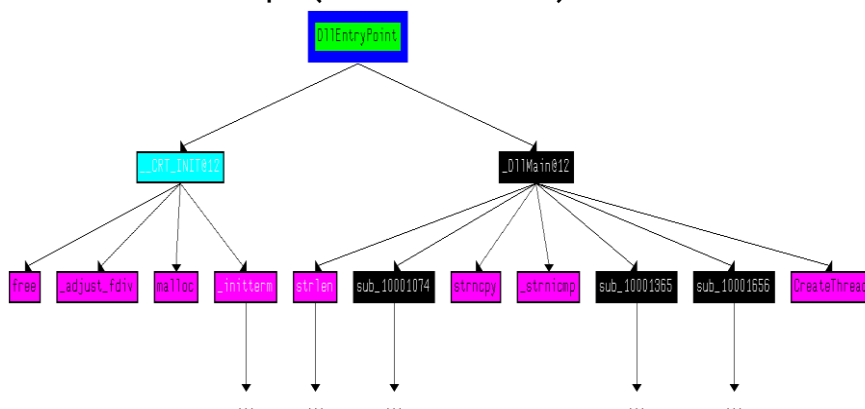 DllEntryPoint
__CRT_INIT@12
_DllMain@12
free
_adjust_fdiv
malloc
_initterm
strlen
sub_10001074
strncpy
_strnicmp
sub_10001365
sub_10001656
CreateThread
...
...
...
...
...